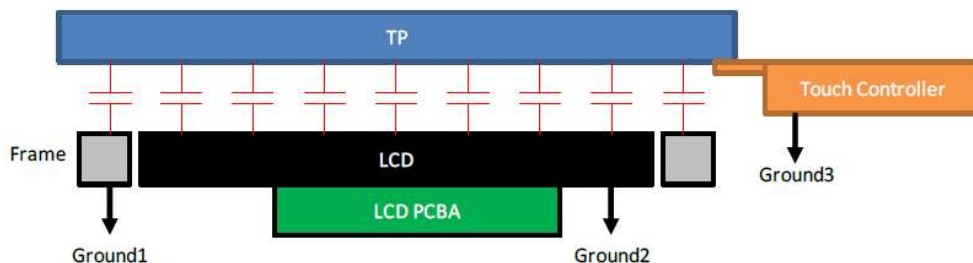 TP
Touch Controller
Frame
LCD
Ground3
LCD PCBA
Ground1
Ground2